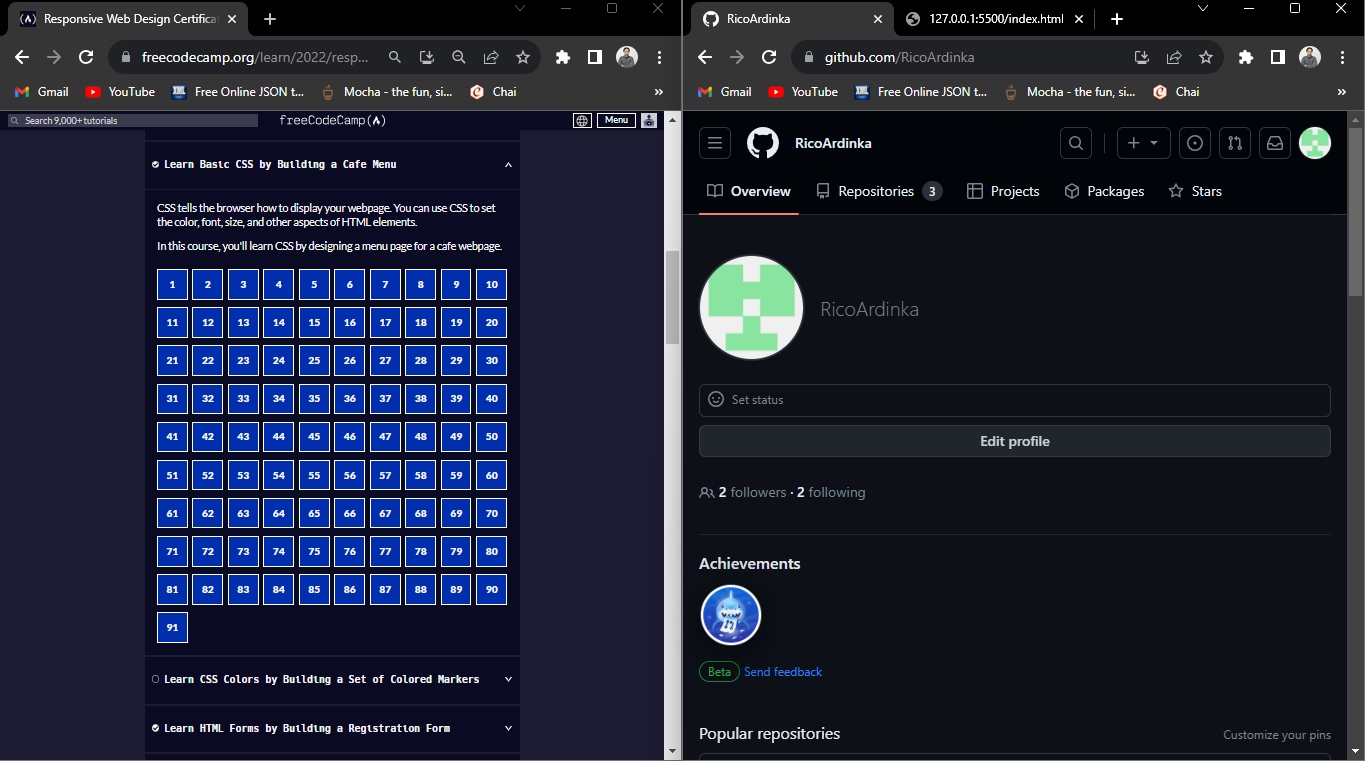 Responsive Web Design Certifica
freecodecamp.org/learn/2022/resp...
Gmail YouTube Free Online JSON t... Mocha - the fun, si... Chai »
Search 9,000+ tutorials freeCodeCamp(🔥) Menu
Learn Basic CSS by Building a Cafe Menu
CSS tells the browser how to display your webpage. You can use CSS to set
the color, font, size, and other aspects of HTML elements.
In this course, you'll learn CSS by designing a menu page for a cafe webpage.
1 2 3 4 5 6 7 8 9 10
11 12 13 14 15 16 17 18 19 20
21 22 23 24 25 26 27 28 29 30
31 32 33 34 35 36 37 38 39 40
41 42 43 44 45 46 47 48 49 50
51 52 53 54 55 56 57 58 59 60
61 62 63 64 65 66 67 68 69 70
71 72 73 74 75 76 77 78 79 80
81 82 83 84 85 86 87 88 89 90
91
Learn CSS Colors by Building a Set of Colored Markers
Learn HTML Forms by Building a Registration Form
RicoArdinka 127.0.0.1:5500/index.html
github.com/RicoArdinka
Gmail YouTube Free Online JSON t... Mocha - the fun, si... Chai »
RicoArdinka
Overview Repositories 3 Projects Packages Stars
RicoArdinka
Set status
Edit profile
2 followers · 2 following
Achievements
Beta Send feedback
Popular repositories Customize your pins